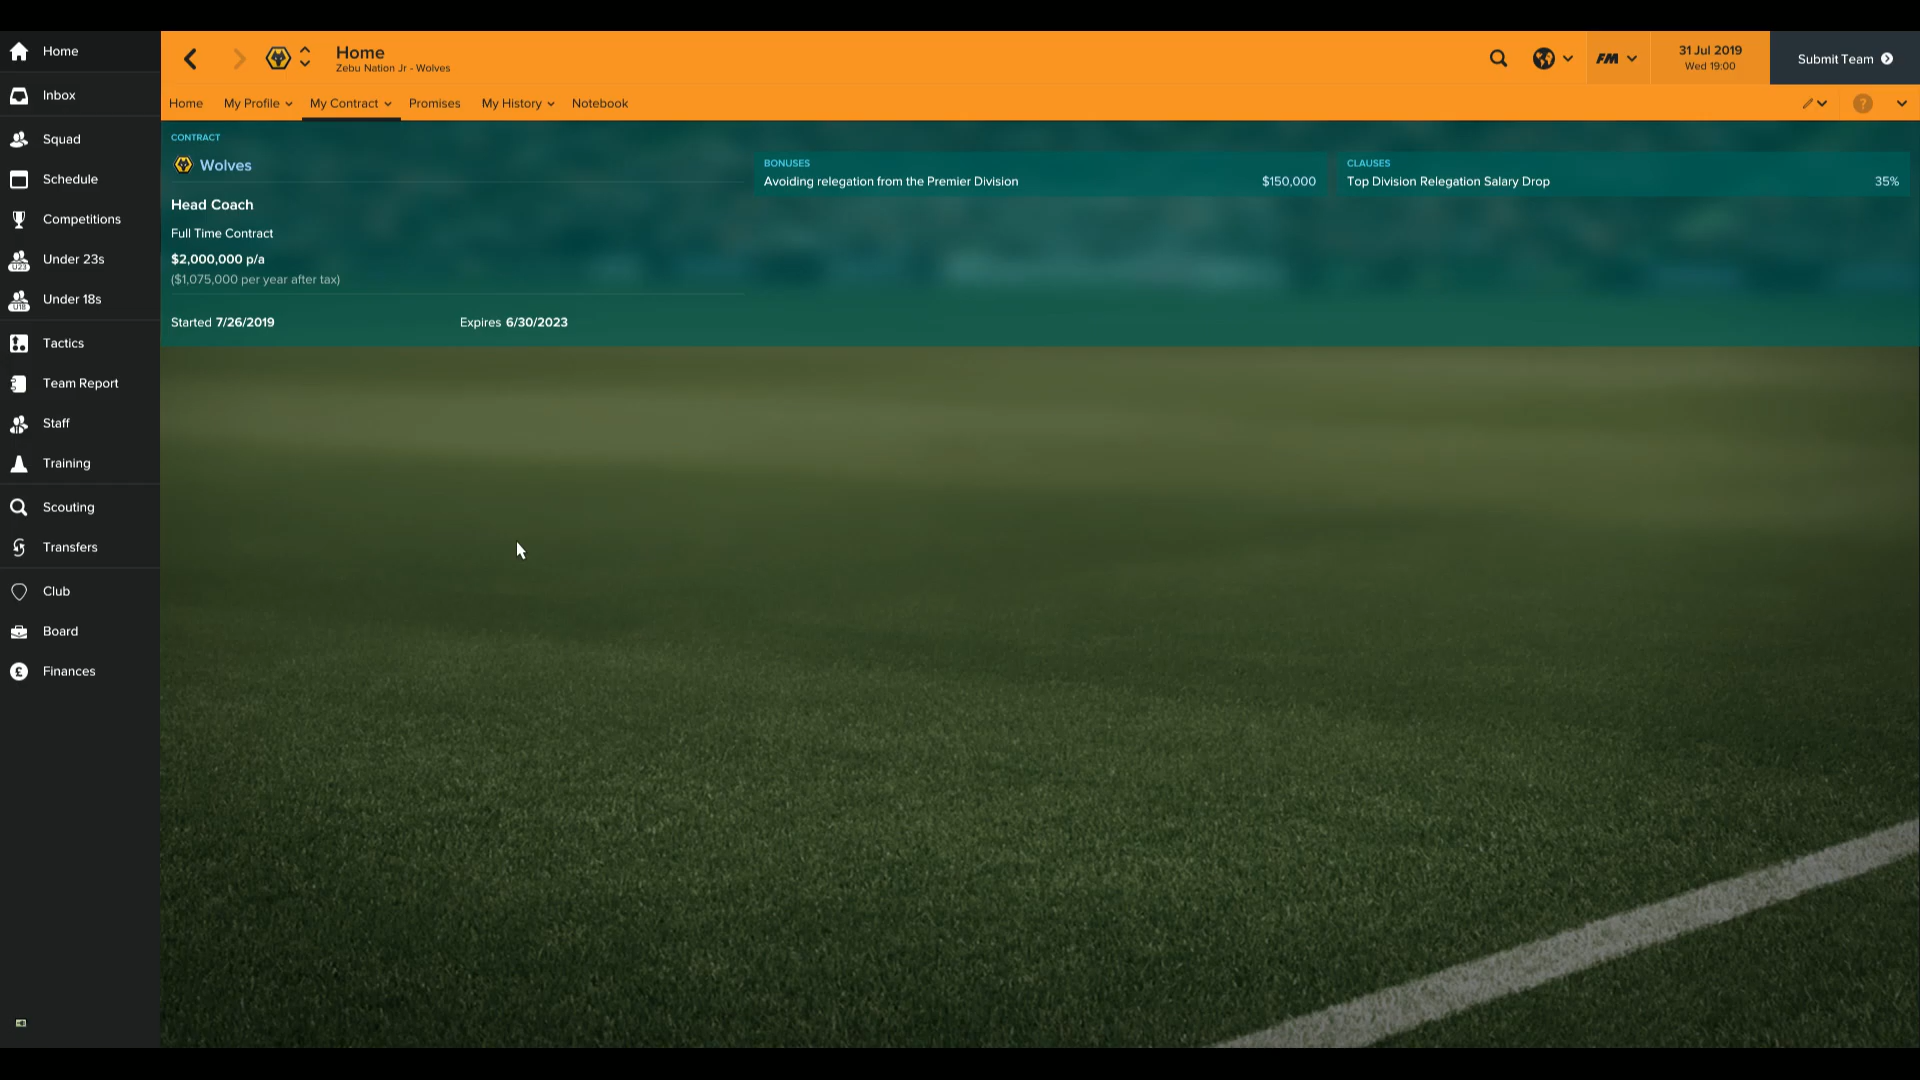 Home
Inbox
Squad
Schedule
Competitions
Under 23s
Under 18s
Tactics
Team Report
Staff
Training
Scouting
Transfers
Club
Board
Finances
Home
Zebu Nation Jr - Wolves
FM
31 Jul 2019
Wed 19:00
Submit Team
Home My Profile My Contract Promises My History Notebook
?
CONTRACT
Wolves
Head Coach
Full Time Contract
$2,000,000 p/a
($1,075,000 per year after tax)
Started 7/26/2019 Expires 6/30/2023
BONUSES
Avoiding relegation from the Premier Division $150,000
CLAUSES
Top Division Relegation Salary Drop 35%